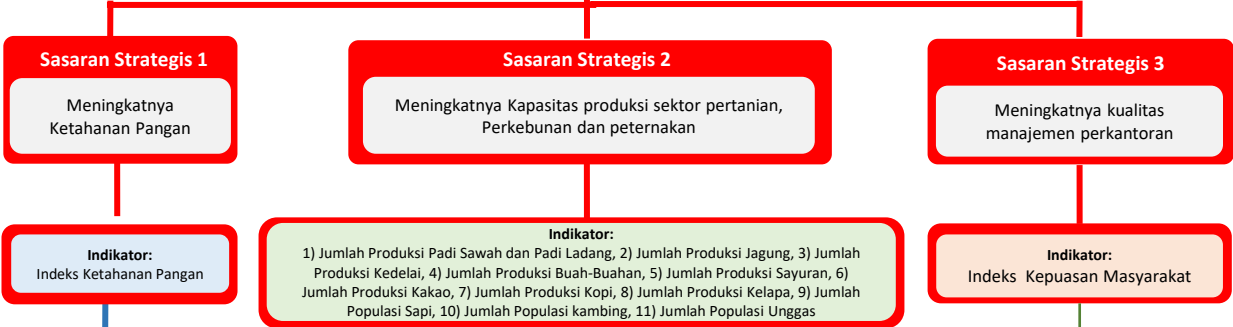 Sasaran Strategis 1
Meningkatnya
Ketahanan Pangan
Sasaran Strategis 2
Meningkatnya Kapasitas produksi sektor pertanian,
Perkebunan dan peternakan
Sasaran Strategis 3
Meningkatnya kualitas
manajemen perkantoran
Indikator:
Indeks Ketahanan Pangan
Indikator:
1) Jumlah Produksi Padi Sawah dan Padi Ladang, 2) Jumlah Produksi Jagung, 3) Jumlah
Produksi Kedelai, 4) Jumlah Produksi Buah-Buahan, 5) Jumlah Produksi Sayuran, 6)
Jumlah Produksi Kakao, 7) Jumlah Produksi Kopi, 8) Jumlah Produksi Kelapa, 9) Jumlah
Populasi Sapi, 10) Jumlah Populasi kambing, 11) Jumlah Populasi Unggas
Indikator:
Indeks Kepuasan Masyarakat